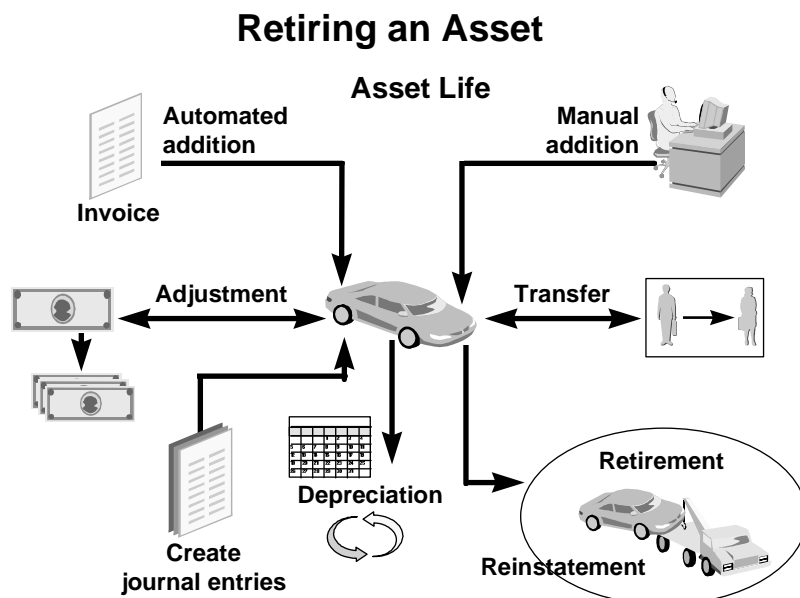 Retiring an Asset
Asset Life
Automated
addition
Manual
addition
Invoice
Adjustment
Transfer
Depreciation
Create
journal entries
Retirement
Reinstatement